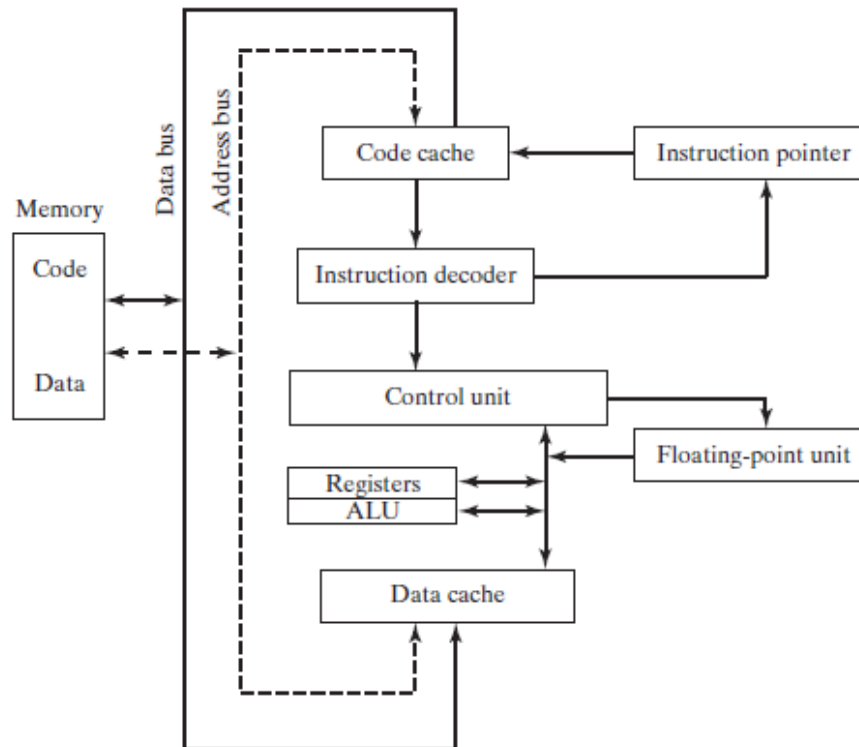 Data bus
Address bus
Code cache
Instruction pointer
Memory
Code
Data
Instruction decoder
Control unit
Floating-point unit
Registers
ALU
Data cache